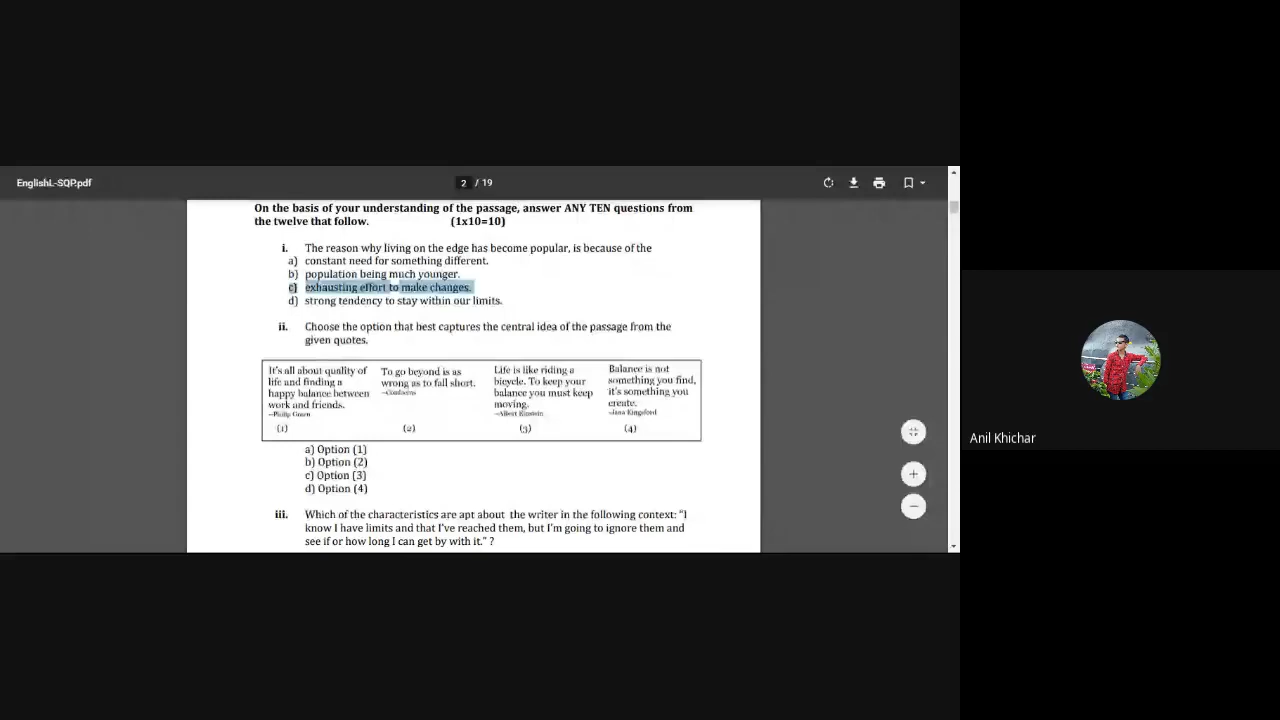 EnglishL-SQP.pdf
2 / 19
On the basis of your understanding of the passage, answer ANY TEN questions from
the twelve that follow. (1x10=10)
i. The reason why living on the edge has become popular, is because of the
a) constant need for something different.
b) population being much younger.
c) exhausting effort to make changes.
d) strong tendency to stay within our limits.
ii. Choose the option that best captures the central idea of the passage from the
given quotes.
It's all about quality of
life and finding a
happy balance between
work and friends.
–Philip Green
(1)
To go beyond is as
wrong as to fall short.
–Confucius
(2)
Life is like riding a
bicycle. To keep your
balance you must keep
moving.
–Albert Einstein
(3)
Balance is not
something you find,
it's something you
create.
–Jana Kingsford
(4)
a) Option (1)
b) Option (2)
c) Option (3)
d) Option (4)
iii. Which of the characteristics are apt about the writer in the following context: “I
know I have limits and that I've reached them, but I'm going to ignore them and
see if or how long I can get by with it.” ?
Anil Khichar